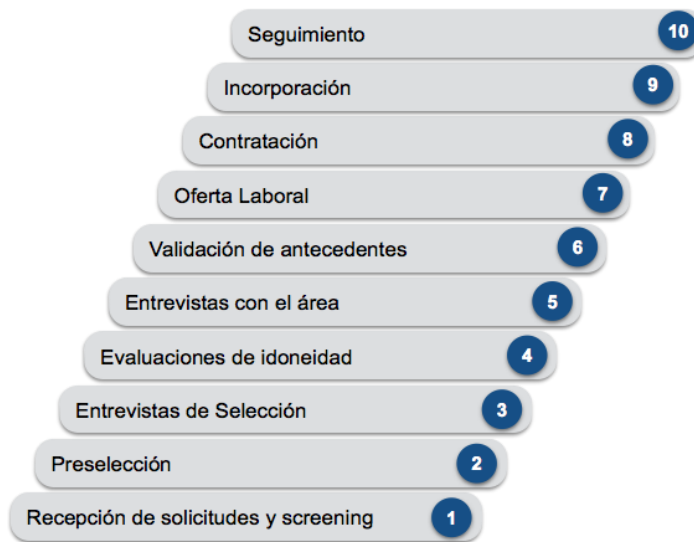 Seguimiento 10
Incorporación 9
Contratación 8
Oferta Laboral 7
Validación de antecedentes 6
Entrevistas con el área 5
Evaluaciones de idoneidad 4
Entrevistas de Selección 3
Preselección 2
Recepción de solicitudes y screening 1